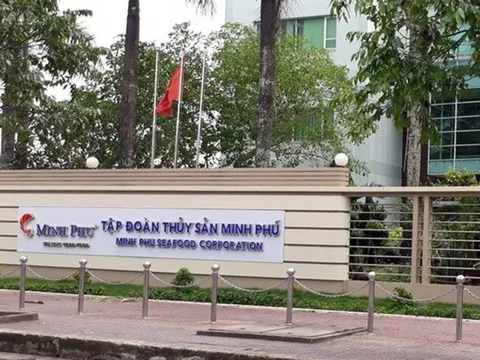 MINH PHU
TẬP ĐOÀN THỦY SẢN MINH PHÚ
MINH PHU SEAFOOD CORPORATION